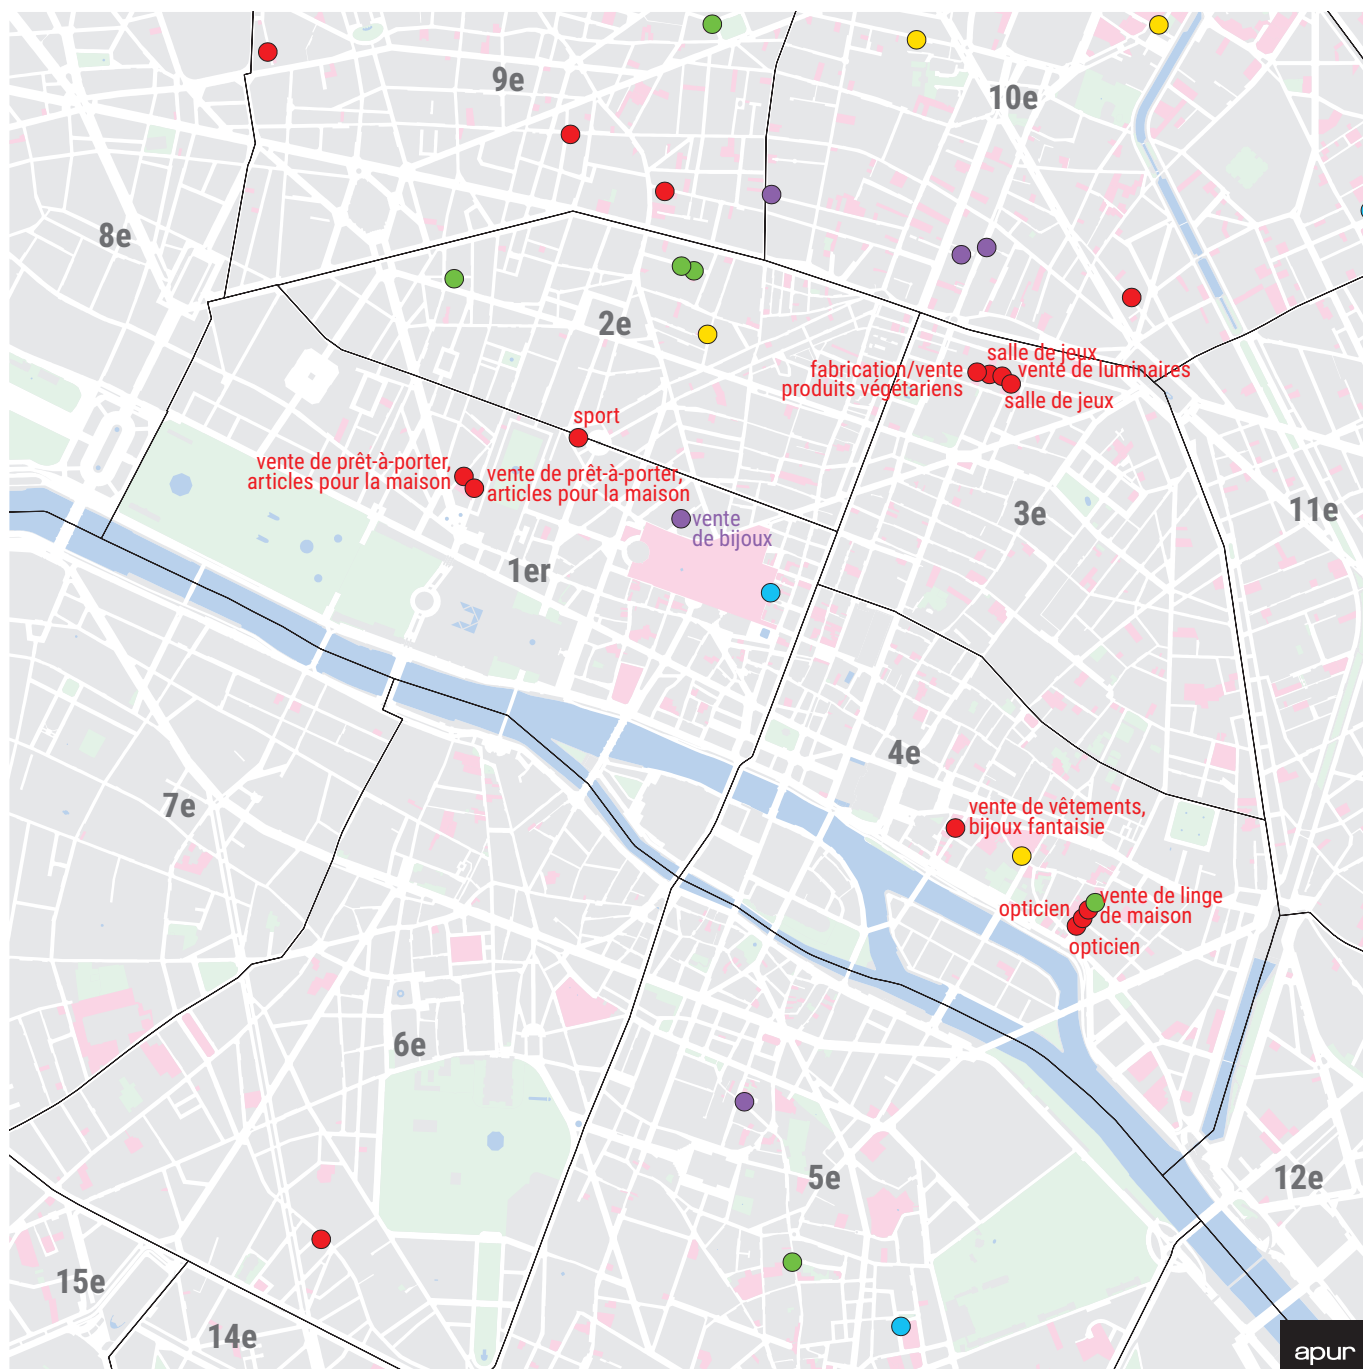 9e
10e
8e
2e
salle de jeux
fabrication/vente
produits végétariens
vente de luminaires
salle de jeux
sport
vente de prêt-à-porter,
articles pour la maison
vente de prêt-à-porter,
articles pour la maison
vente
de bijoux
3e
11e
1er
4e
7e
vente de vêtements,
bijoux fantaisie
opticien
vente de linge
de maison
opticien
6e
5e
12e
15e
14e
apur